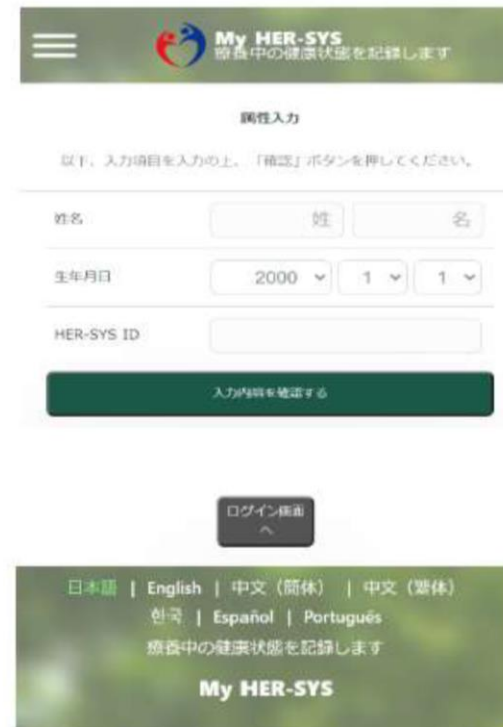 My HER-SYS
療養中の健康状態を記録します
属性入力
以下、入力項目を入力の上、「確認」ボタンを押してください。
姓名 姓 名
生年月日 2000 1 1
HER-SYS ID
入力内容を確認する
ログイン画面
へ
日本語 | English | 中文（简体） | 中文（繁体）
한국 | Español | Portugués
療養中の健康状態を記録します
My HER-SYS